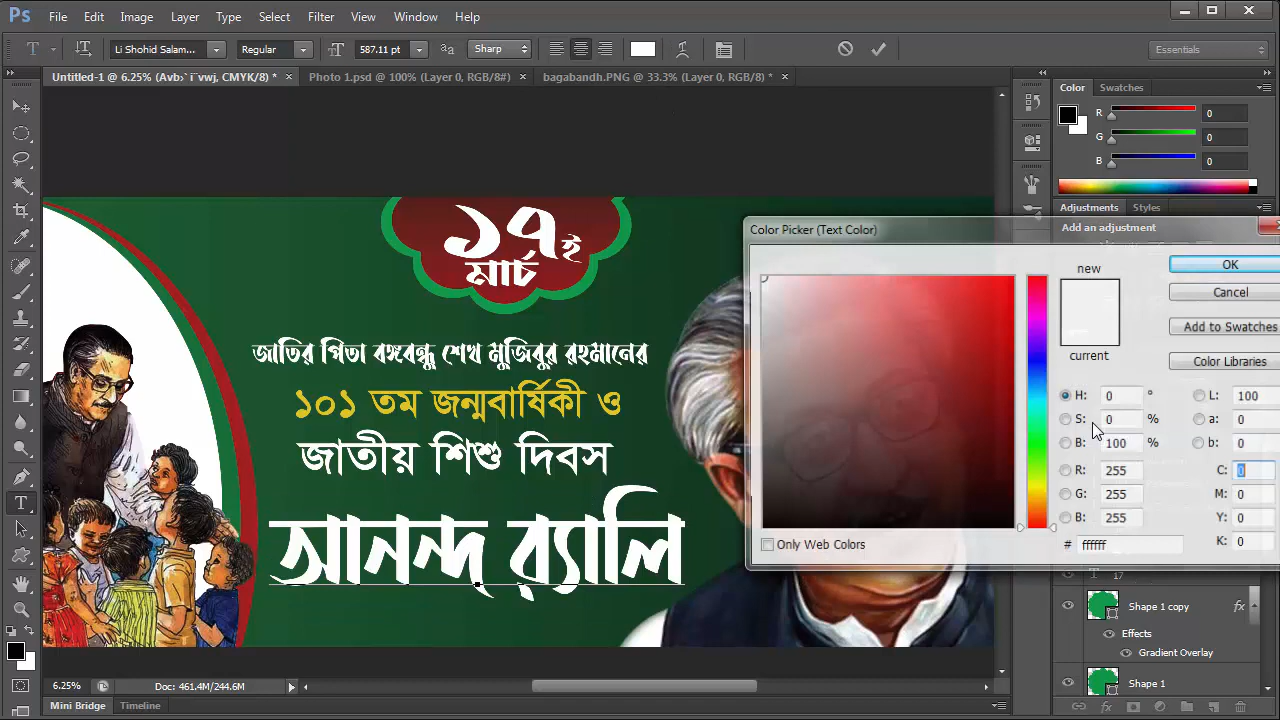 Ps File Edit Image Layer Type Select Filter View Window Help
T Li Shohid Salam... Regular 587.11 pt aa Sharp Essentials
Untitled-1 @ 6.25% (Avb›`i¨vwj, CMYK/8) * × Photo 1.psd @ 100% (Layer 0, RGB/8#) × bagabandh.PNG @ 33.3% (Layer 0, RGB/8) * ×
Color Swatches
R 0
G 0
B 0
Adjustments Styles
Add an adjustment
১৭ই
মার্চ
জাতির পিতা বঙ্গবন্ধু শেখ মুজিবুর রহমানের
১০১ তম জন্মবার্ষিকী ও
জাতীয় শিশু দিবস
আনন্দ র‍্যালি
Color Picker (Text Color)
new
current
OK
Cancel
Add to Swatches
Color Libraries
H: 0 ° L: 100
S: 0 % a: 0
B: 100 % b: 0
R: 255 C: 0
G: 255 M: 0
B: 255 Y: 0
# ffffff K: 0
Only Web Colors
T 17
Shape 1 copy fx
Effects
Gradient Overlay
Shape 1
6.25% Doc: 461.4M/244.6M
Mini Bridge Timeline